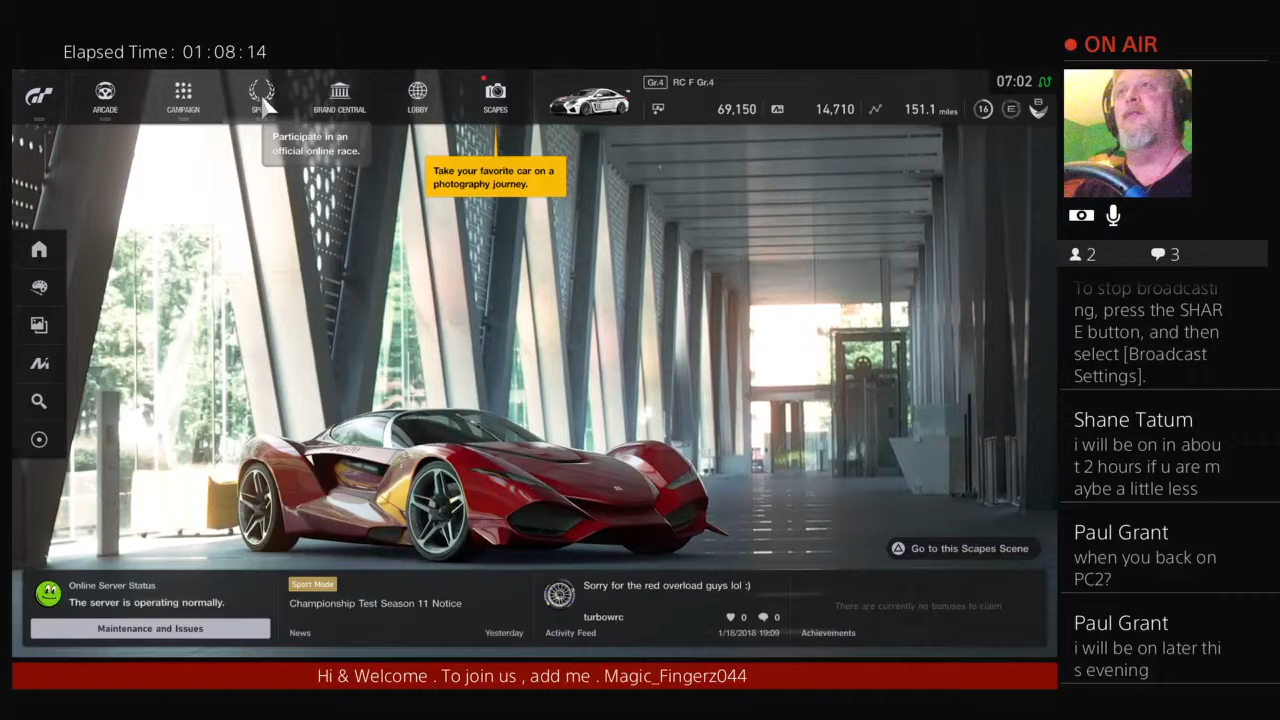 Elapsed Time: 01:08:14
ON AIR
ARCADE
CAMPAIGN
BRAND CENTRAL
LOBBY
SCAPES
Gr.4 RC F Gr.4
69,150
14,710
151.1 miles
07:02
16
E
B
Participate in an
official online race.
Take your favorite car on a
photography journey.
2
3
To stop broadcasti
ng, press the SHAR
E button, and then
select [Broadcast
Settings].
Shane Tatum
i will be on in abou
t 2 hours if u are m
aybe a little less
Paul Grant
when you back on
PC2?
Paul Grant
i will be on later thi
s evening
Go to this Scapes Scene
Online Server Status
The server is operating normally.
Maintenance and Issues
Sport Mode
Championship Test Season 11 Notice
News
Yesterday
Sorry for the red overload guys lol :)
turbowrc
0
0
Activity Feed
1/18/2018 19:09
There are currently no bonuses to claim
Achievements
Hi & Welcome . To join us , add me . Magic_Fingerz044